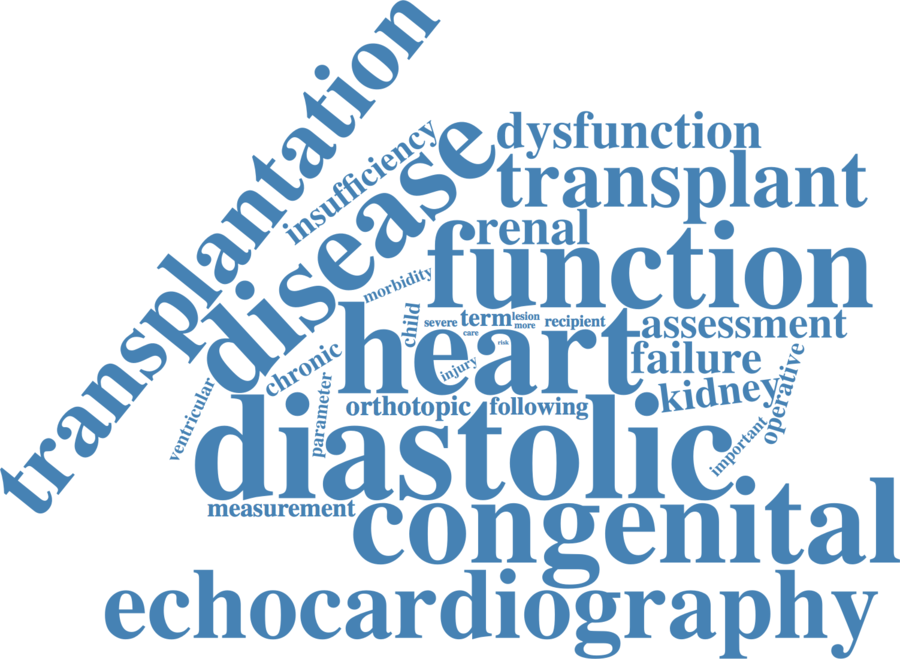 transplantation
insufficiency
disease
dysfunction
transplant
renal
function
morbidity
child
severe
term
lesion
more
care
recipient
risk
heart
injury
assessment
failure
kidney
operative
chronic
ventricular
parameter
orthotopic
following
important
diastolic
measurement
congenital
echocardiography